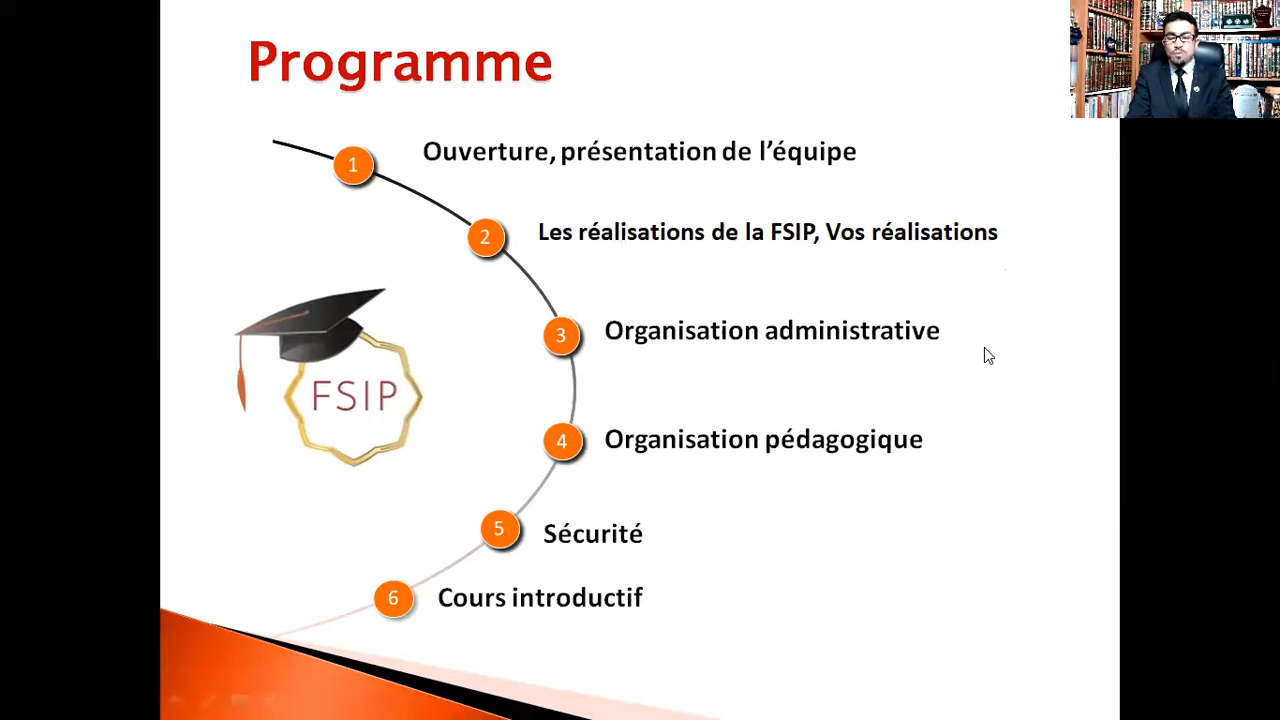 Programme
1
Ouverture, présentation de l’équipe
2
Les réalisations de la FSIP, Vos réalisations
3
Organisation administrative
FSIP
4
Organisation pédagogique
5
Sécurité
6
Cours introductif